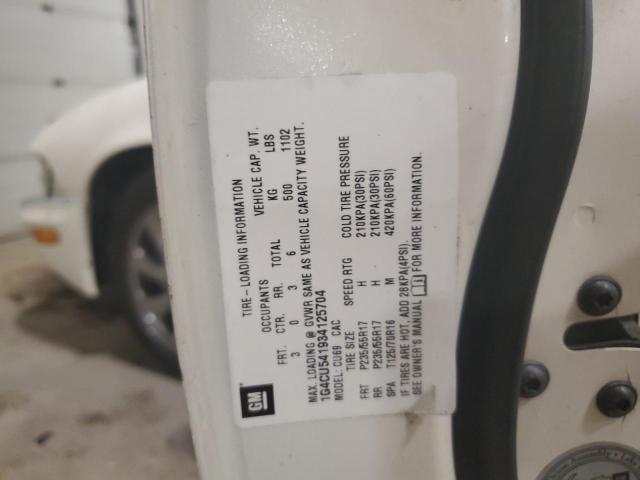 GM
TIRE-LOADING INFORMATION
OCCUPANTS VEHICLE CAP. WT.
FRT. CTR. RR. TOTAL KG LBS
3 0 3 6 500 1102
MAX. LOADING @ GVWR SAME AS VEHICLE CAPACITY WEIGHT.
1G4CU541934125704
MODEL: CU69 CAC
TIRE SIZE SPEED RTG COLD TIRE PRESSURE
FRT P235/55R17 H 210KPA(30PSI)
RR P235/55R17 H 210KPA(30PSI)
SPA T125/70R16 M 420KPA(60PSI)
IF TIRES ARE HOT, ADD 28KPA(4PSI).
SEE OWNER'S MANUAL FOR MORE INFORMATION.
Assembly